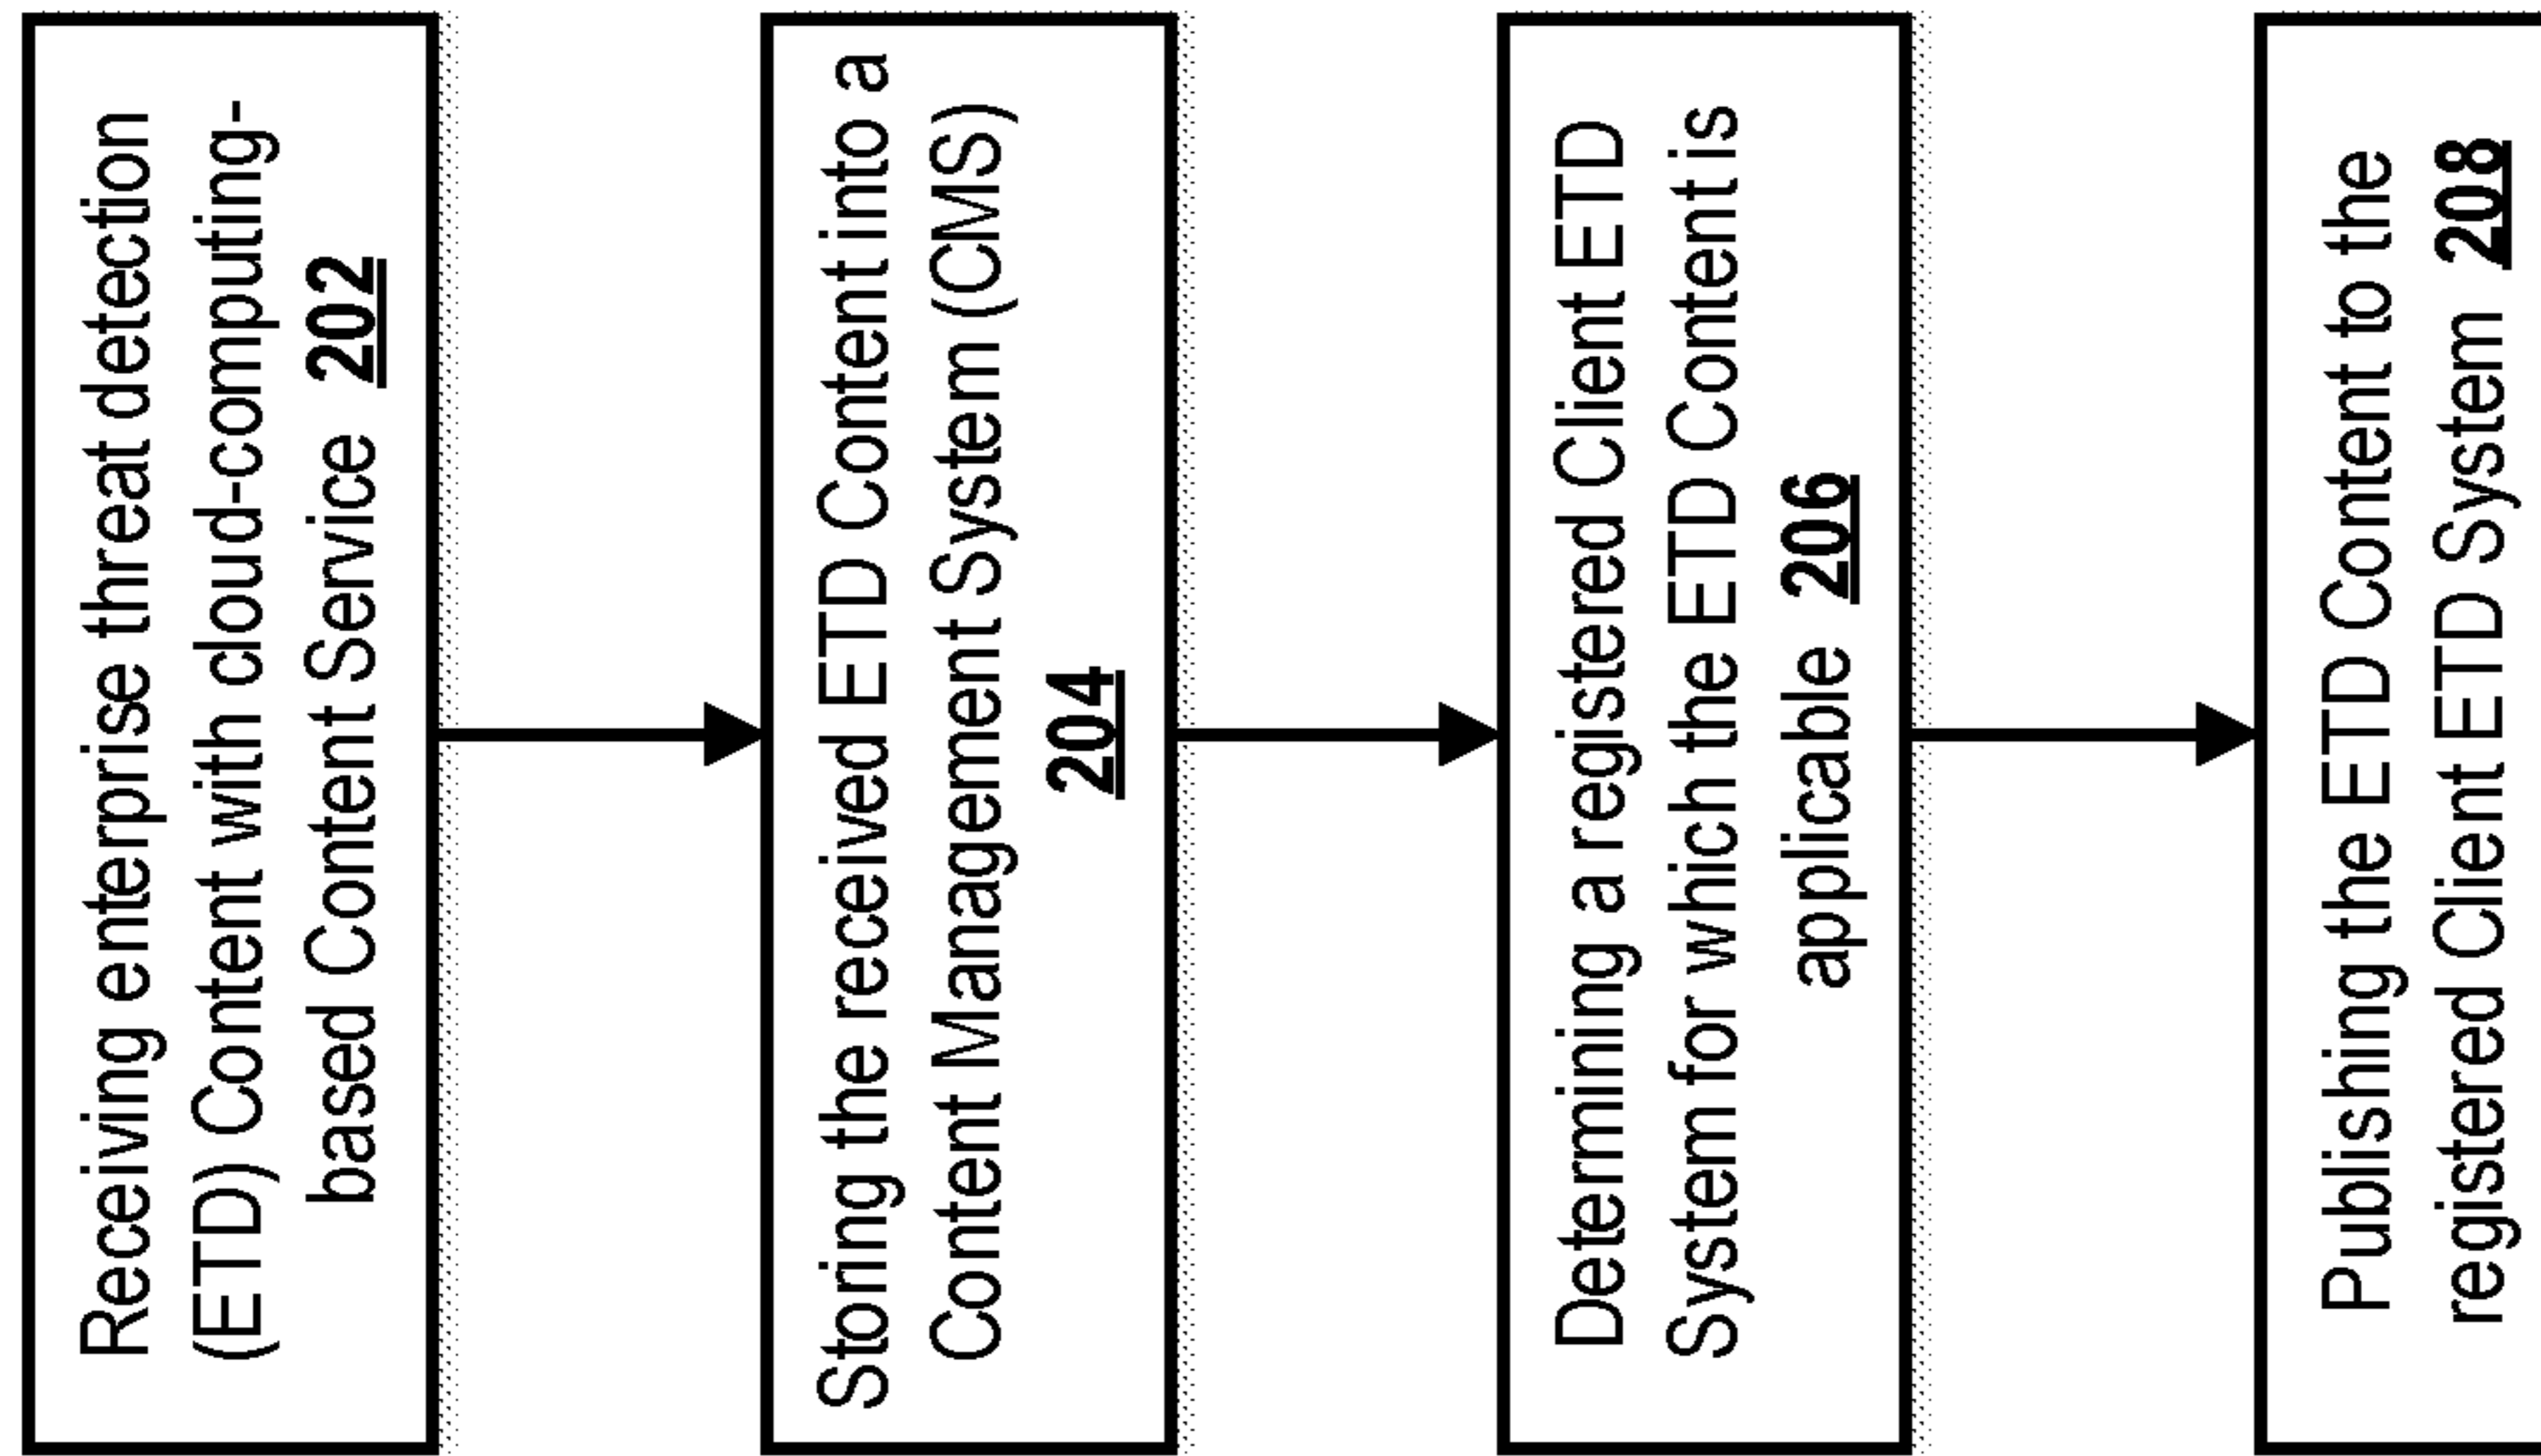 Receiving enterprise threat detection
(ETD) Content with cloud-computing-
based Content Service 202
Storing the received ETD Content into a
Content Management System (CMS)
204
Determining a registered Client ETD
System for which the ETD Content is
applicable 206
Publishing the ETD Content to the
registered Client ETD System 208